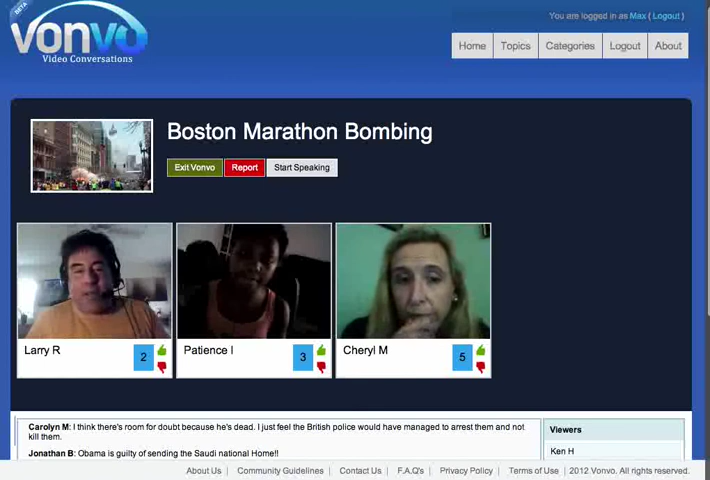 BETA
You are logged in as Max ( Logout )
vonvo
Video Conversations
Home Topics Categories Logout About
Boston Marathon Bombing
Exit Vonvo Report Start Speaking
Larry R 2
Patience I 3
Cheryl M 5
Carolyn M: I think there's room for doubt because he's dead. I just feel the British police would have managed to arrest them and not
kill them.
Jonathan B: Obama is guilty of sending the Saudi national Home!!
Viewers
Ken H
About Us | Community Guidelines | Contact Us | F.A.Q's | Privacy Policy | Terms of Use | 2012 Vonvo. All rights reserved.